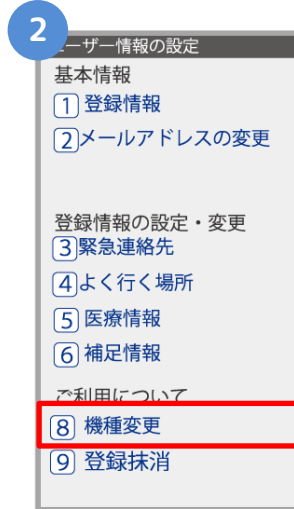 2
ユーザー情報の設定
基本情報
1 登録情報
2 メールアドレスの変更
登録情報の設定・変更
3 緊急連絡先
4 よく行く場所
5 医療情報
6 補足情報
ご利用について
8 機種変更
9 登録抹消